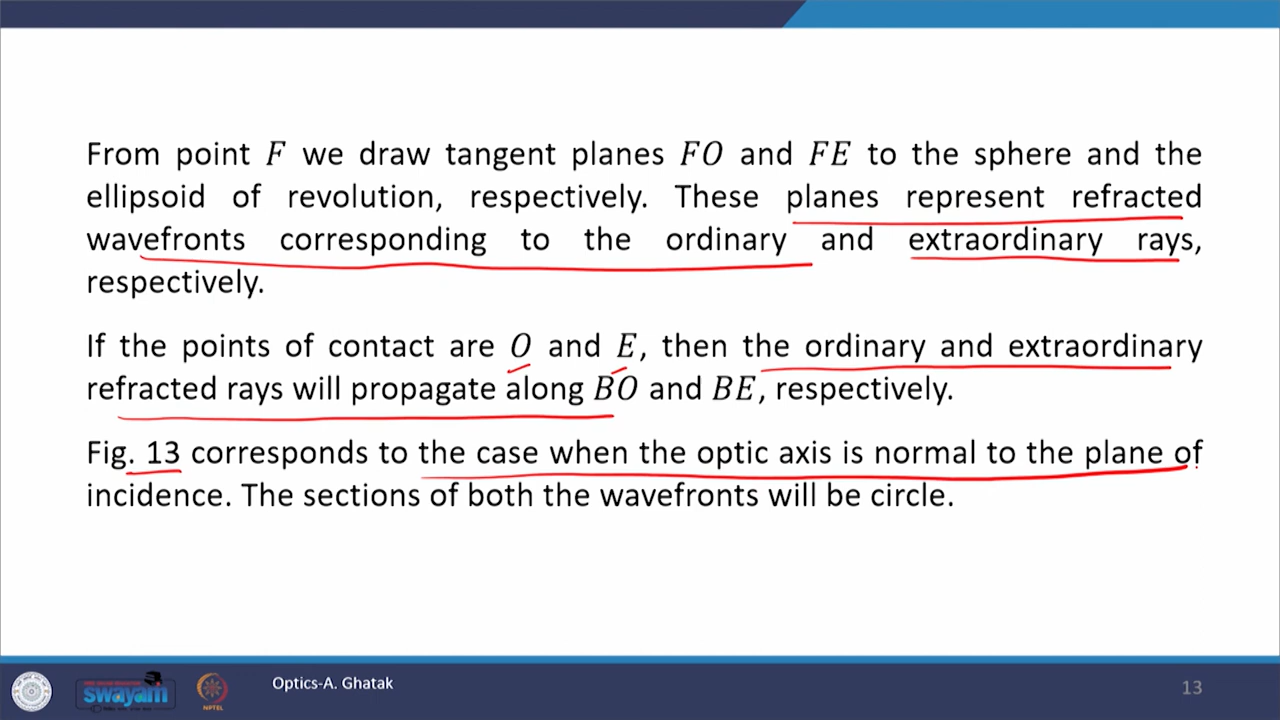 From point F we draw tangent planes FO and FE to the sphere and the
ellipsoid of revolution, respectively. These planes represent refracted
wavefronts corresponding to the ordinary and extraordinary rays,
respectively.
If the points of contact are O and E, then the ordinary and extraordinary
refracted rays will propagate along BO and BE, respectively.
Fig. 13 corresponds to the case when the optic axis is normal to the plane of
incidence. The sections of both the wavefronts will be circle.
swayam
NPTEL
Optics-A. Ghatak
13